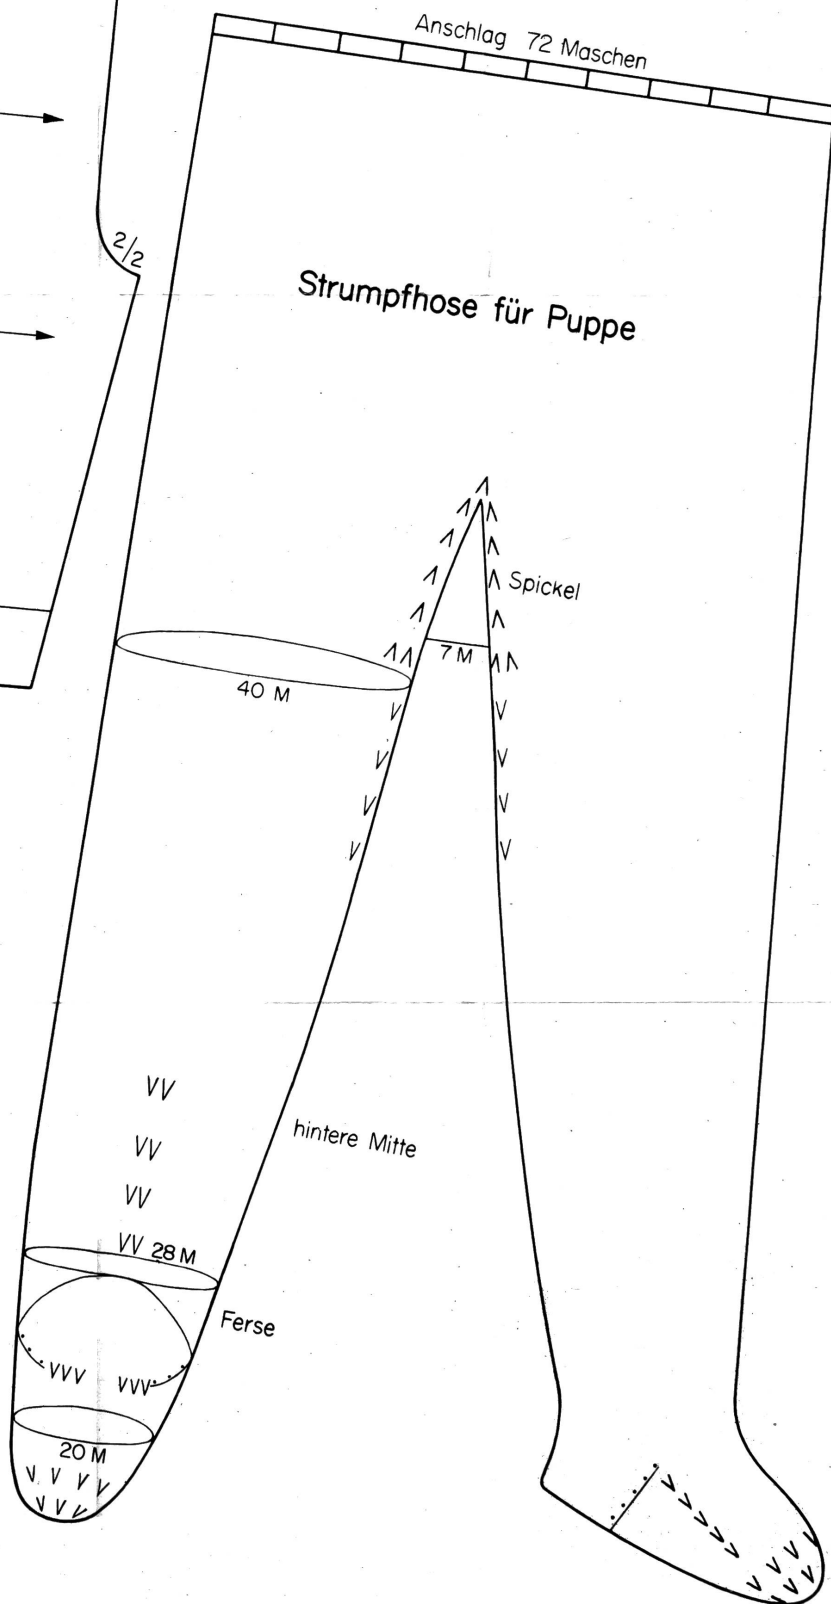 Anschlag 72 Maschen
2/2
Strumpfhose für Puppe
Spickel
7 M
40 M
hintere Mitte
28 M
Ferse
20 M